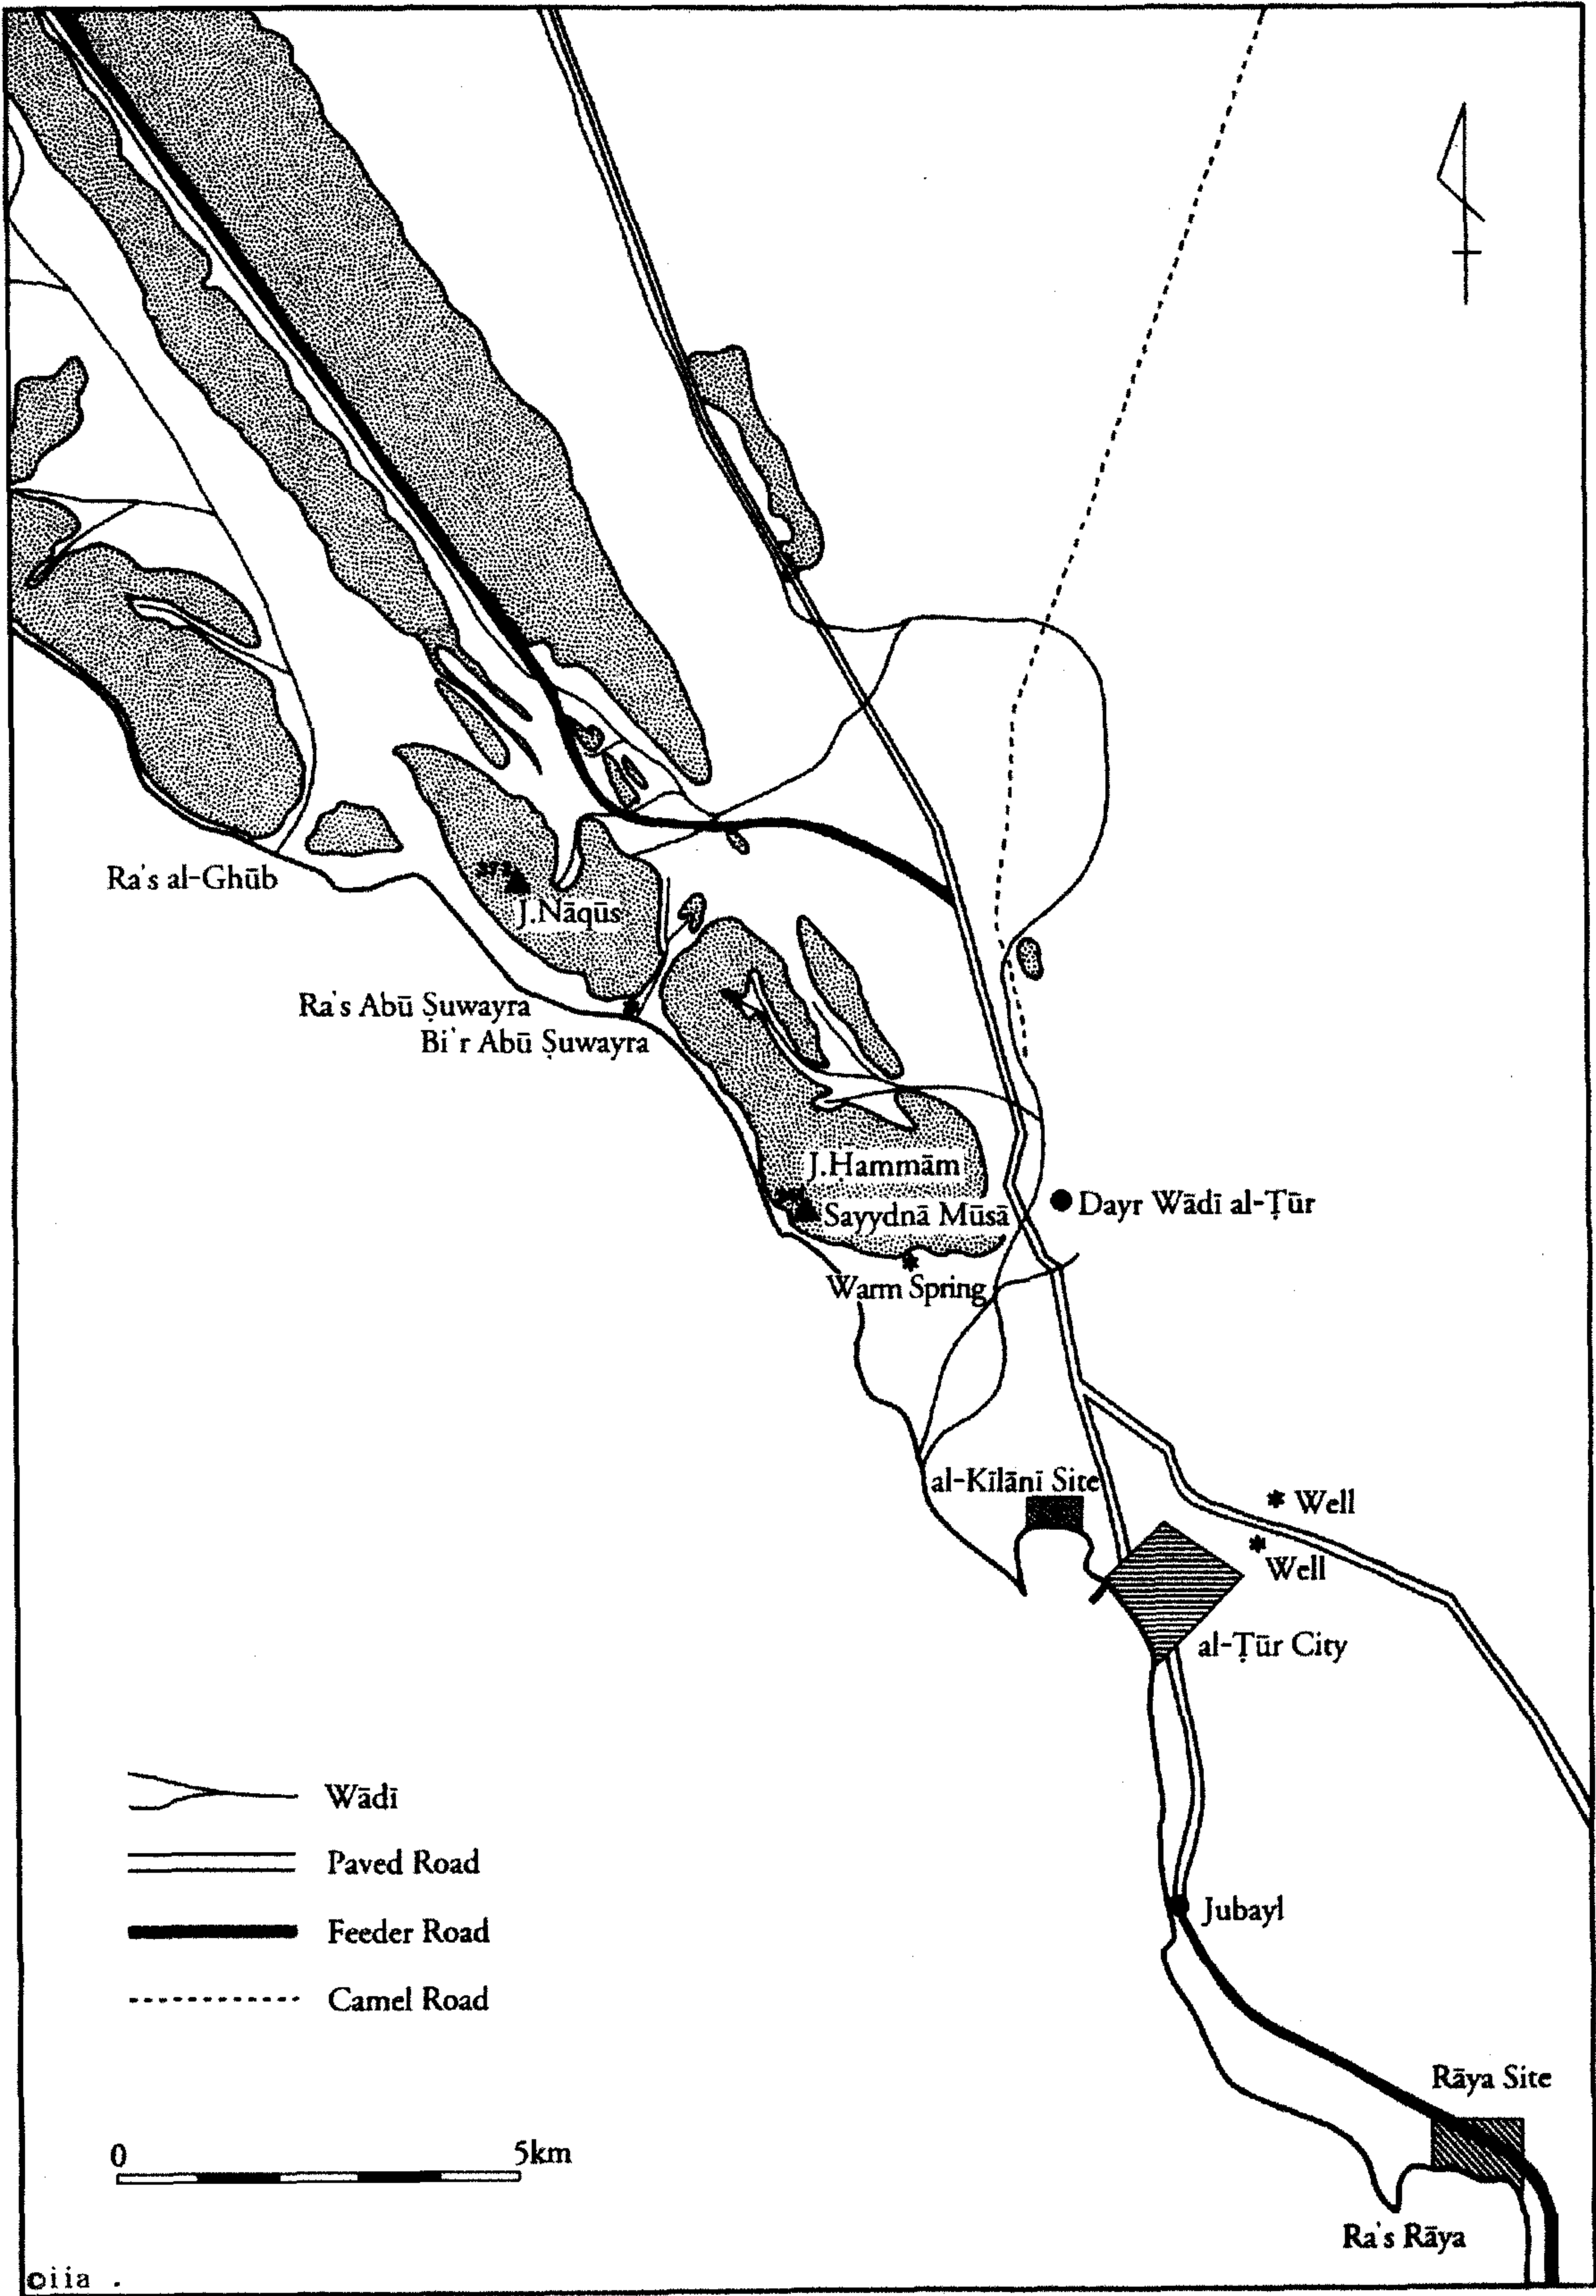 Ra's al-Ghūb
J.Nāqūs
Ra's Abū Ṣuwayra
Bi'r Abū Ṣuwayra
J.Ḥammām
Sayydnā Mūsā
Dayr Wādī al-Ṭūr
Warm Spring
al-Kīlānī Site
Well
Well
al-Ṭūr City
Wādī
Paved Road
Jubayl
Feeder Road
Camel Road
Rāya Site
0 5km
Ra's Rāya
©iia .